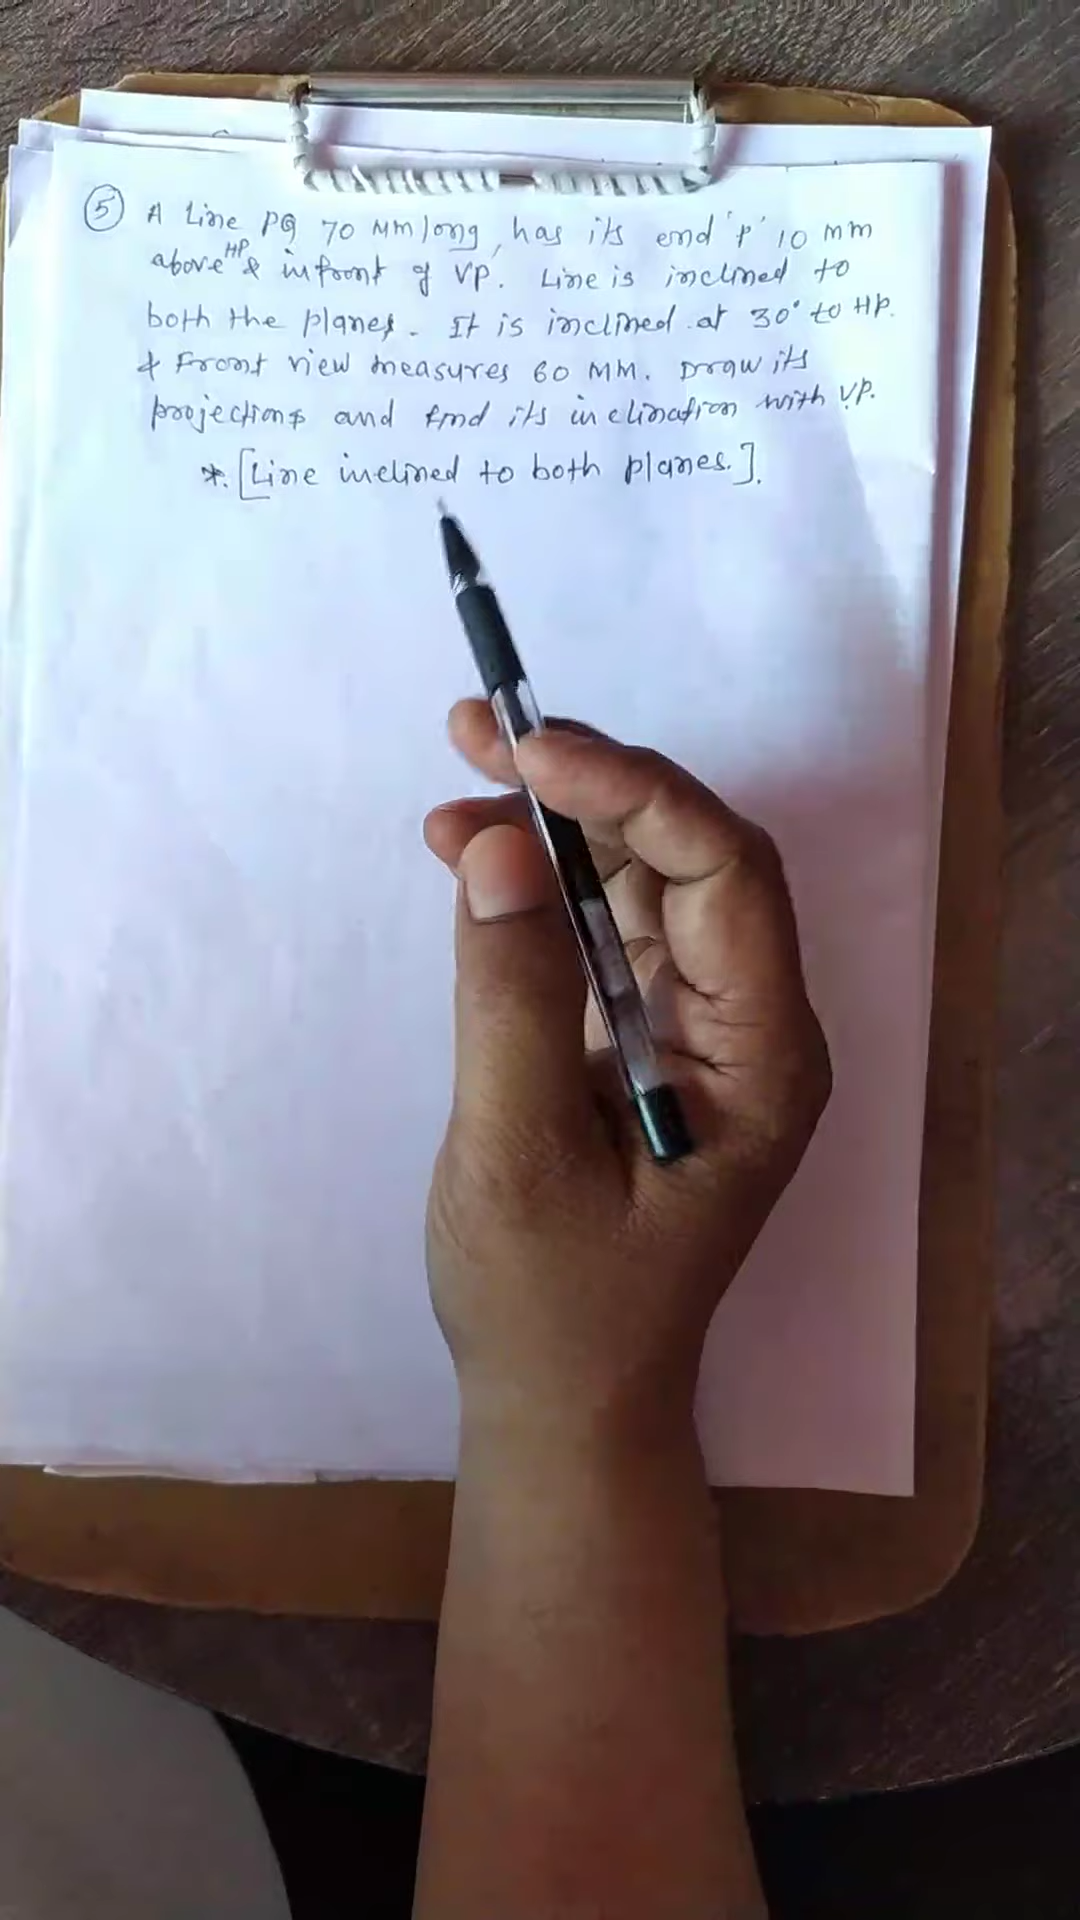 5 A Line PQ 70 MM long, has its end 'P' 10 mm
above HP & infront of VP. Line is inclined to
both the planes. It is inclined at 30° to HP.
& Front view measures 60 MM. Draw its
projections and find its inclination with VP.
*. [Line inclined to both planes.].